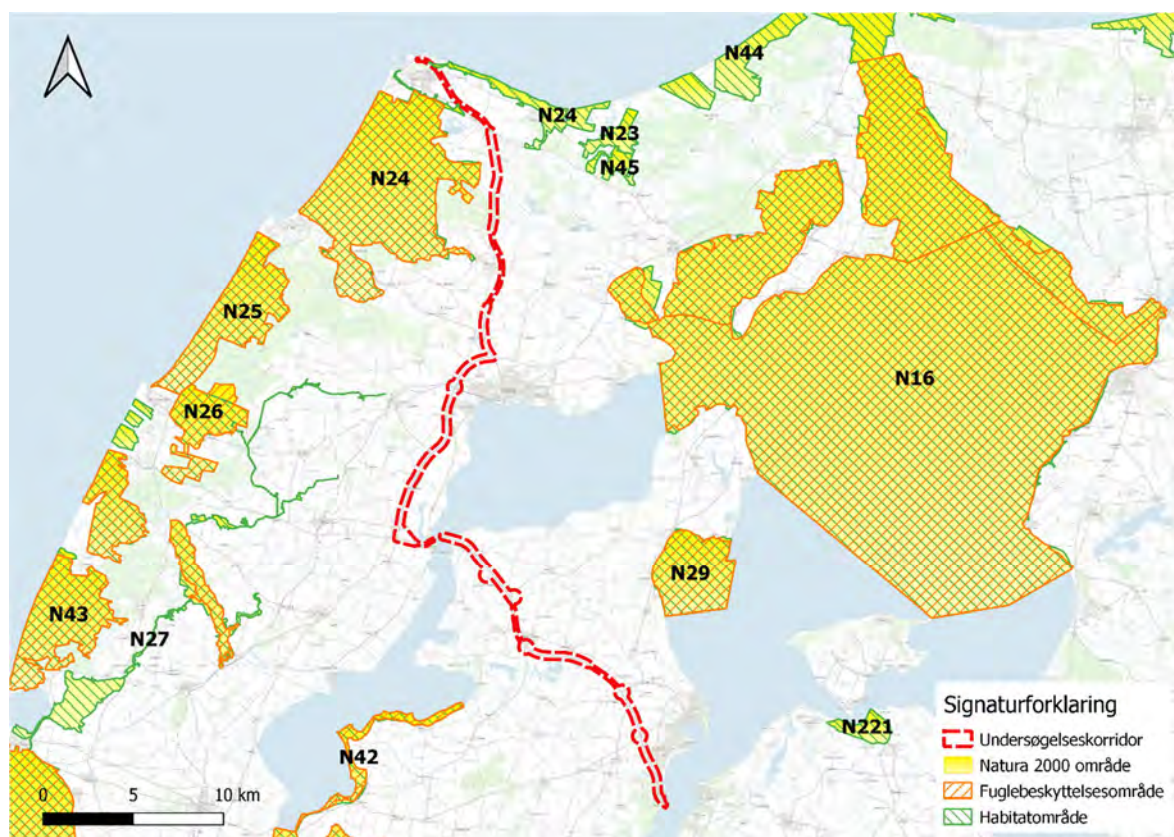 N44
N24
N23
N45
N24
N25
N16
N26
N29
N43
N27
N221
N42
Signaturforklaring
Undersøgelseskorridor
Natura 2000 område
Fuglebeskyttelsesområde
Habitatområde
0 5 10 km